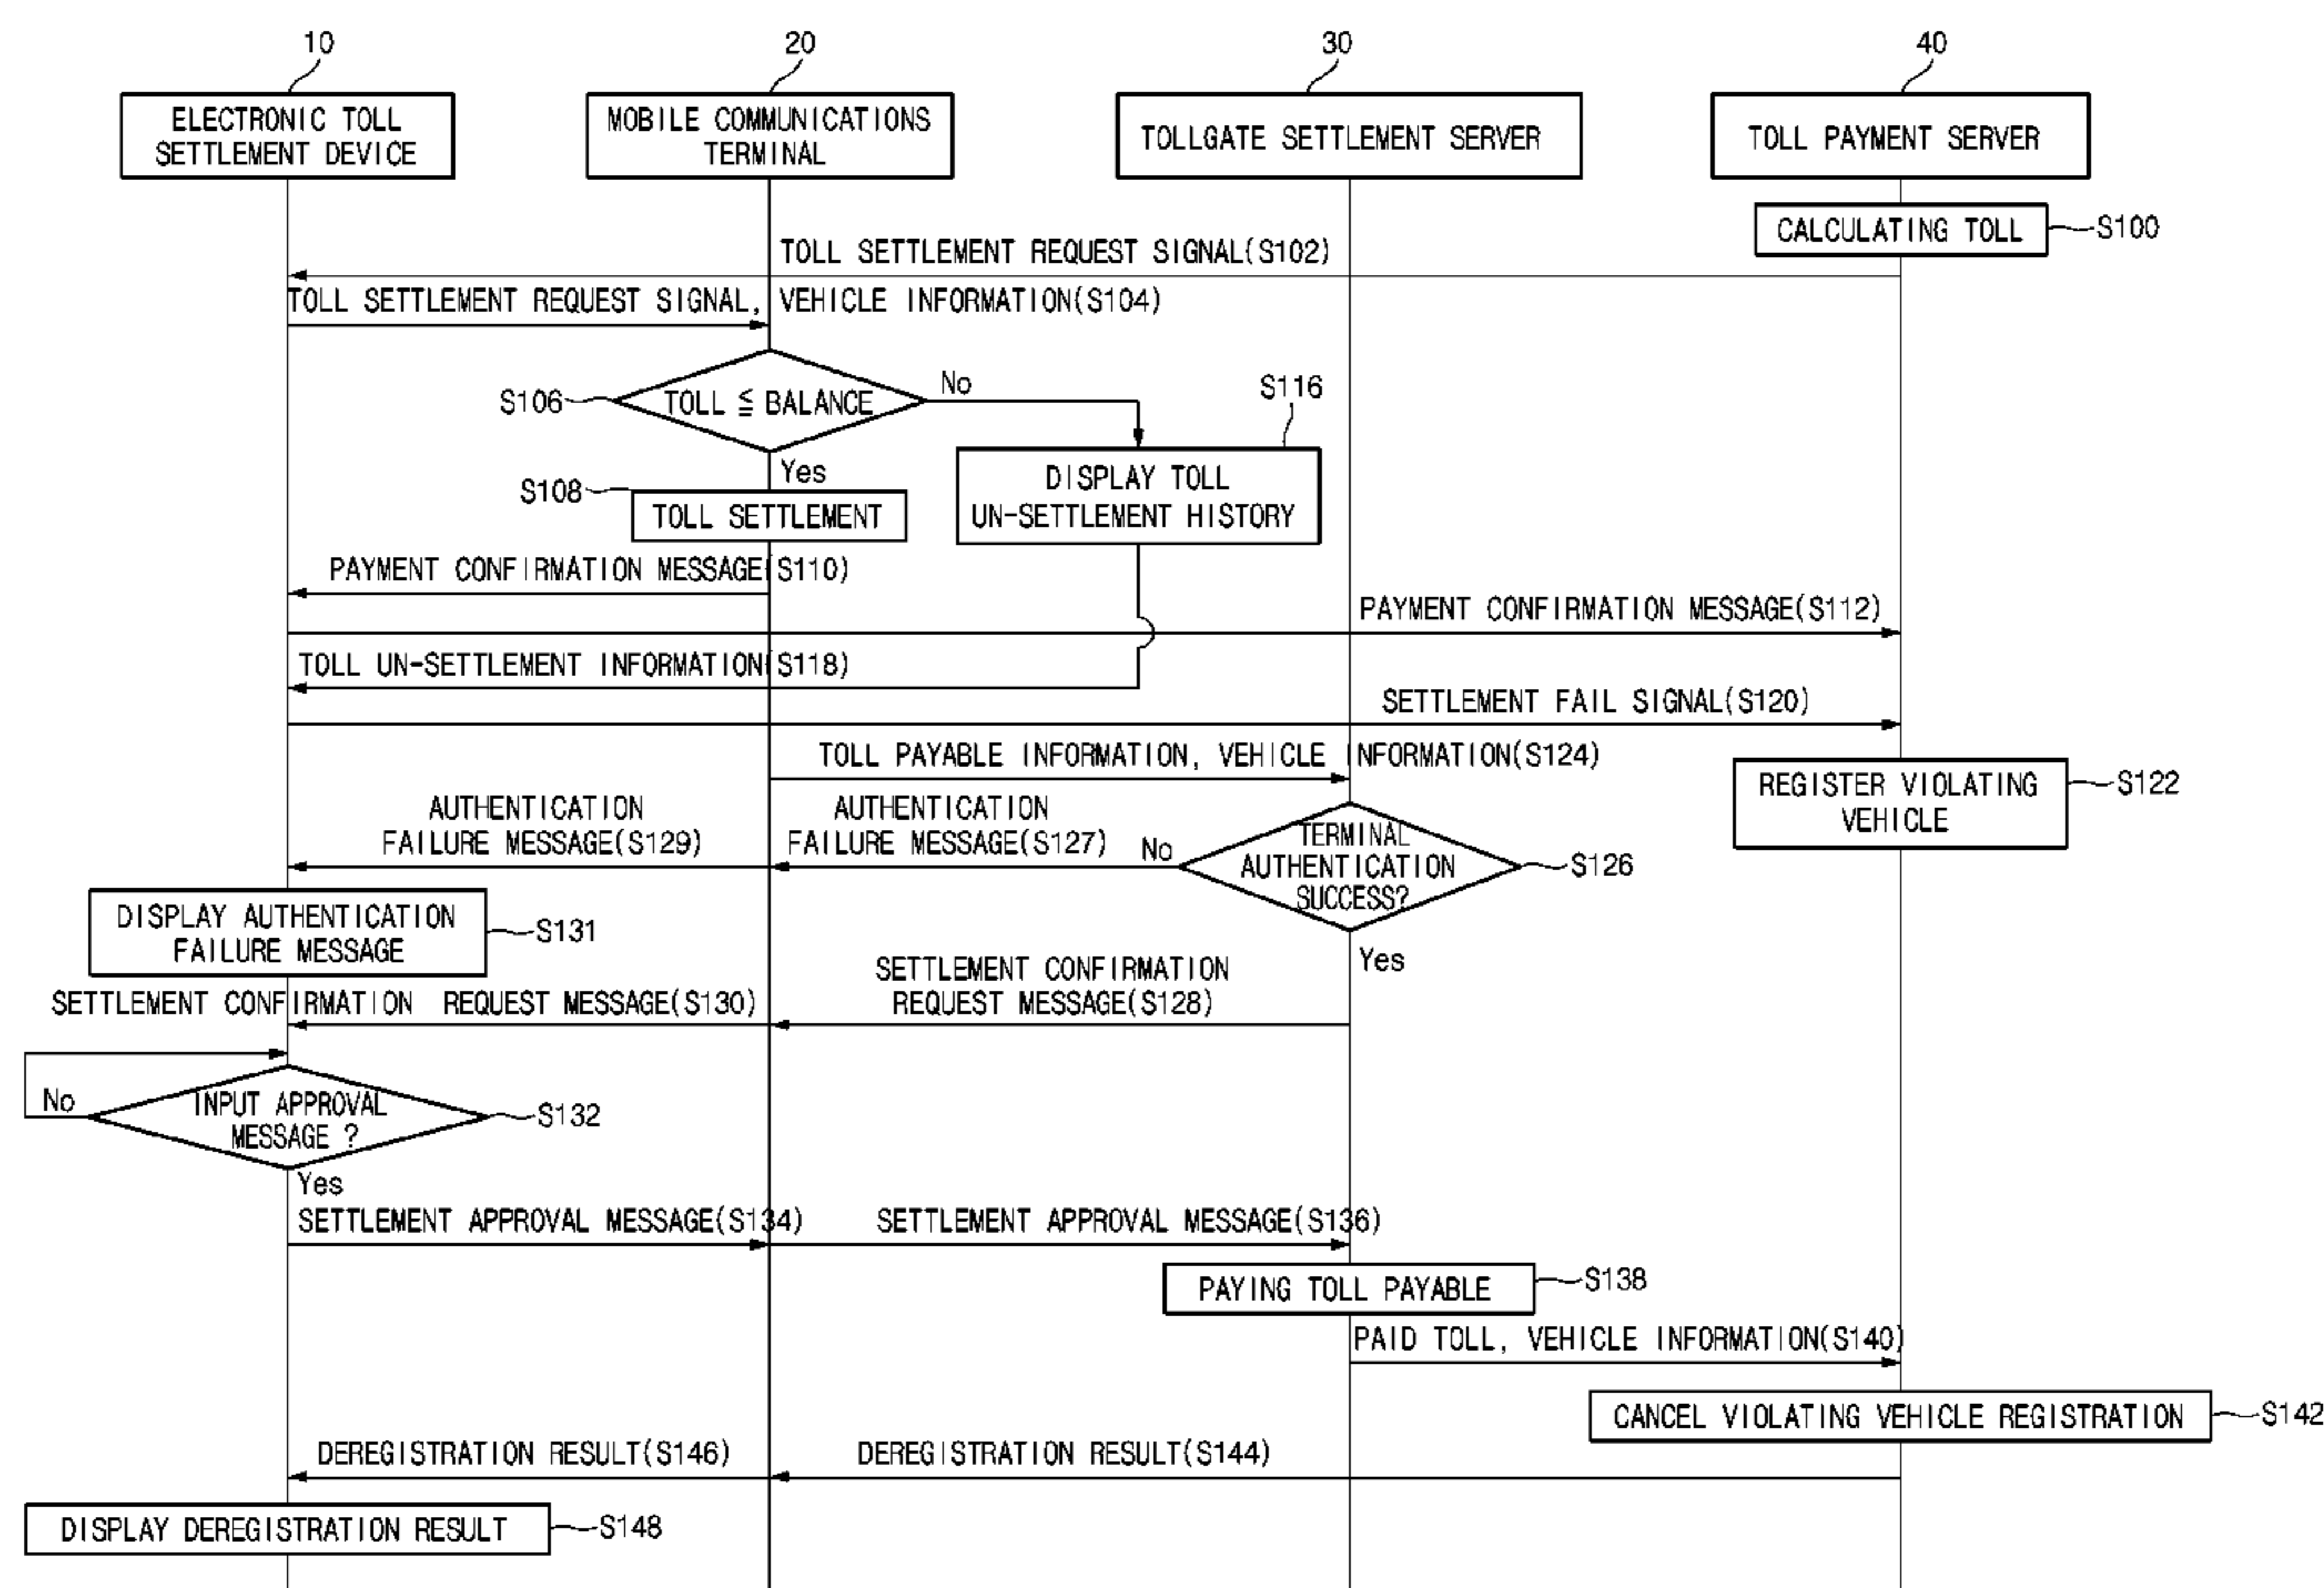 10
20
30
40
ELECTRONIC TOLL
SETTLEMENT DEVICE
MOBILE COMMUNICATIONS
TERMINAL
TOLLGATE SETTLEMENT SERVER
TOLL PAYMENT SERVER
CALCULATING TOLL
S100
TOLL SETTLEMENT REQUEST SIGNAL(S102)
TOLL SETTLEMENT REQUEST SIGNAL, VEHICLE INFORMATION(S104)
S106
TOLL ≦ BALANCE
No
S116
Yes
DISPLAY TOLL
UN-SETTLEMENT HISTORY
S108
TOLL SETTLEMENT
PAYMENT CONFIRMATION MESSAGE(S110)
PAYMENT CONFIRMATION MESSAGE(S112)
TOLL UN-SETTLEMENT INFORMATION(S118)
SETTLEMENT FAIL SIGNAL(S120)
TOLL PAYABLE INFORMATION, VEHICLE INFORMATION(S124)
REGISTER VIOLATING
VEHICLE
S122
AUTHENTICATION
FAILURE MESSAGE(S129)
AUTHENTICATION
FAILURE MESSAGE(S127)
No
TERMINAL
AUTHENTICATION
SUCCESS?
S126
DISPLAY AUTHENTICATION
FAILURE MESSAGE
S131
Yes
SETTLEMENT CONFIRMATION
REQUEST MESSAGE(S128)
SETTLEMENT CONFIRMATION REQUEST MESSAGE(S130)
No
INPUT APPROVAL
MESSAGE ?
S132
Yes
SETTLEMENT APPROVAL MESSAGE(S134)
SETTLEMENT APPROVAL MESSAGE(S136)
PAYING TOLL PAYABLE
S138
PAID TOLL, VEHICLE INFORMATION(S140)
CANCEL VIOLATING VEHICLE REGISTRATION
S142
DEREGISTRATION RESULT(S146)
DEREGISTRATION RESULT(S144)
DISPLAY DEREGISTRATION RESULT
S148